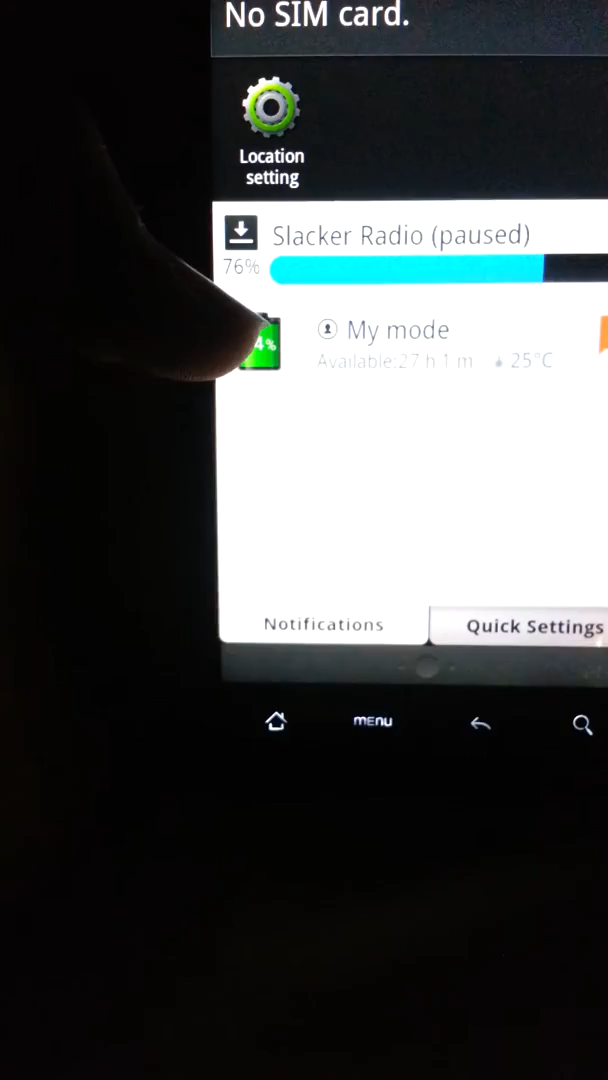 No SIM card.
Location
setting
Slacker Radio (paused)
76%
My mode
Available:27 h 1 m 25°C
Notifications
Quick Settings
menu